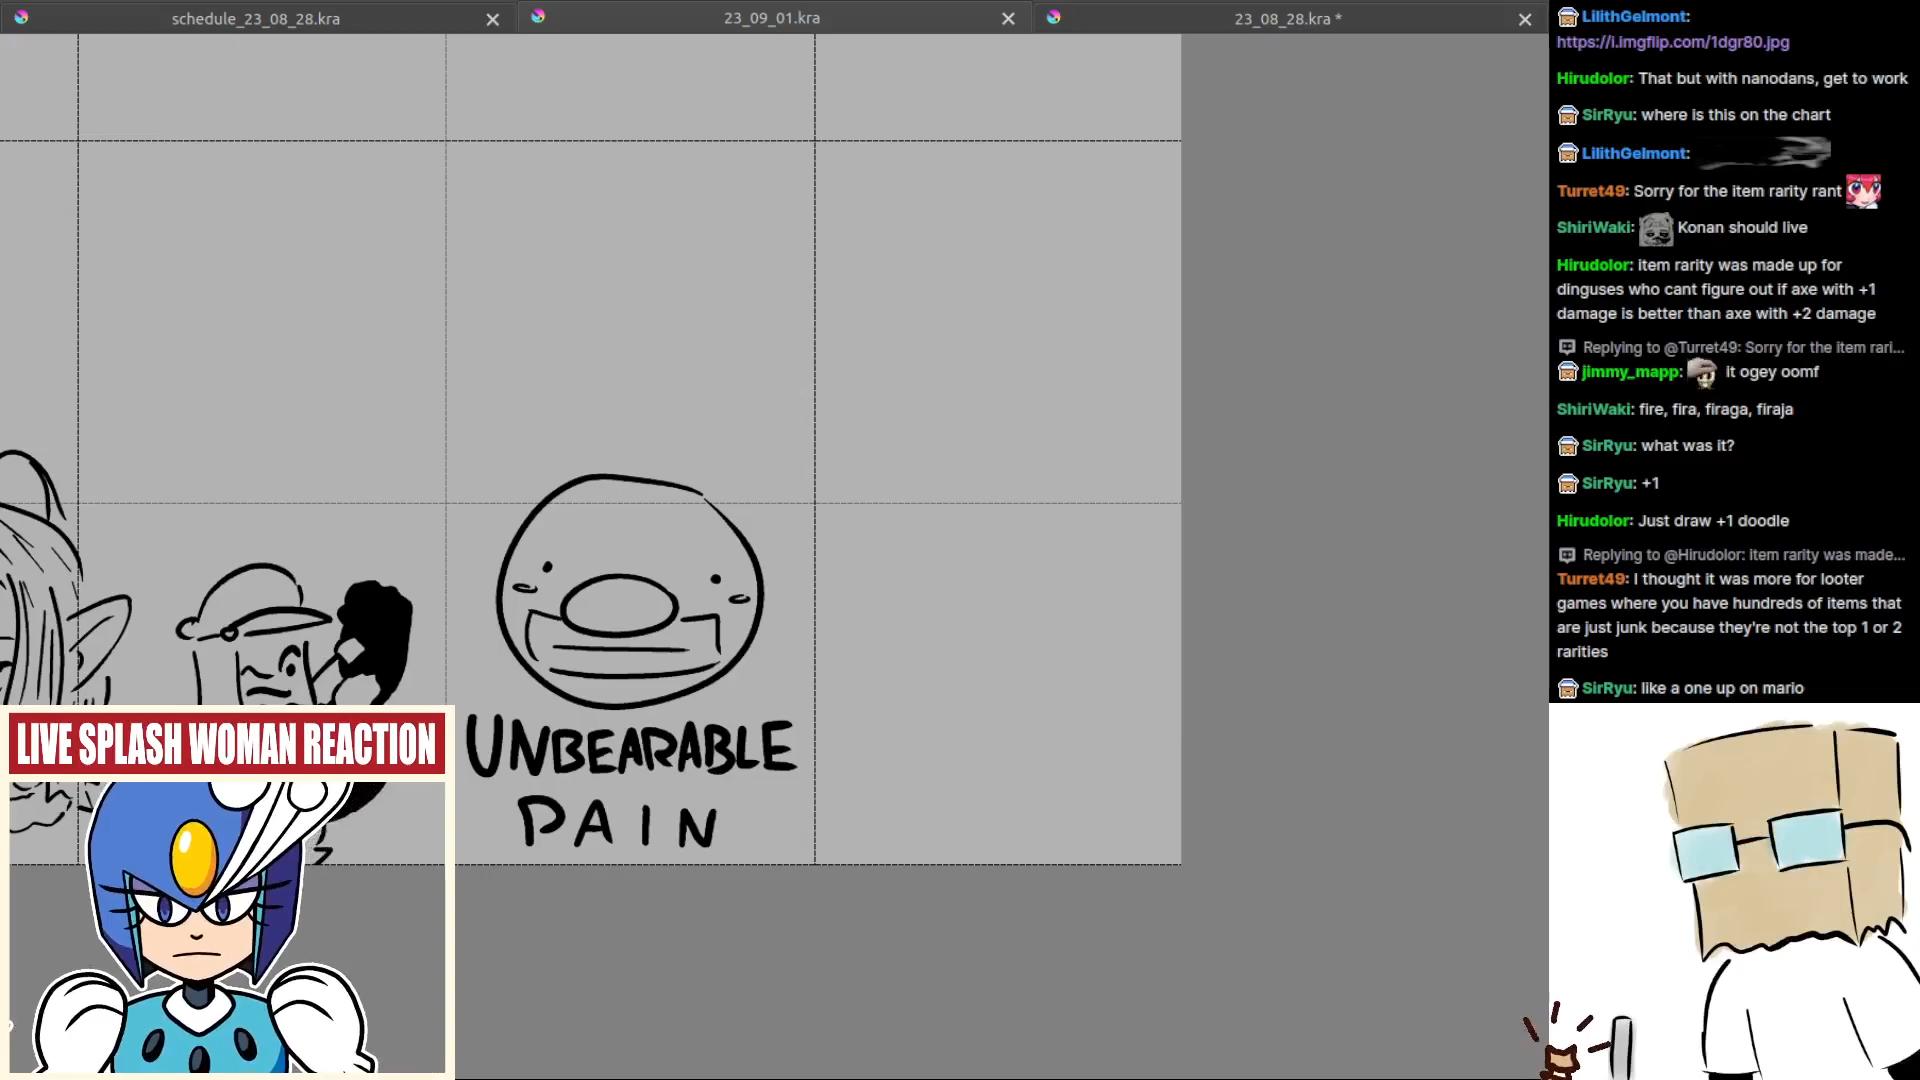 schedule_23_08_28.kra
23_09_01.kra
23_08_28.kra *
LilithGelmont:
https://i.imgflip.com/1dgr80.jpg
Hirudolor: That but with nanodans, get to work
SirRyu: where is this on the chart
LilithGelmont:
Turret49: Sorry for the item rarity rant
ShiriWaki: Konan should live
Hirudolor: item rarity was made up for
dinguses who cant figure out if axe with +1
damage is better than axe with +2 damage
Replying to @Turret49: Sorry for the item rari...
jimmy_mapp: it ogey oomf
ShiriWaki: fire, fira, firaga, firaja
SirRyu: what was it?
SirRyu: +1
Hirudolor: Just draw +1 doodle
Replying to @Hirudolor: item rarity was made...
Turret49: I thought it was more for looter
games where you have hundreds of items that
are just junk because they're not the top 1 or 2
rarities
SirRyu: like a one up on mario
UNBEARABLE
PAIN
LIVE SPLASH WOMAN REACTION